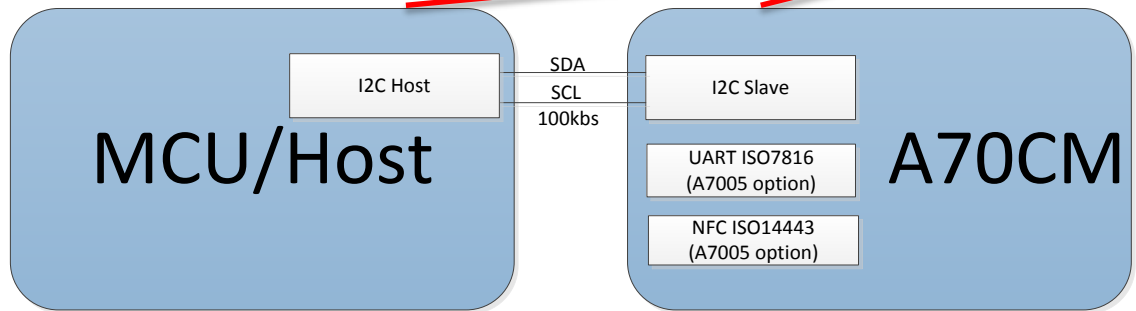 I2C Host
SDA
SCL
100kbs
I2C Slave
MCU/Host
UART ISO7816
(A7005 option)
A70CM
NFC ISO14443
(A7005 option)